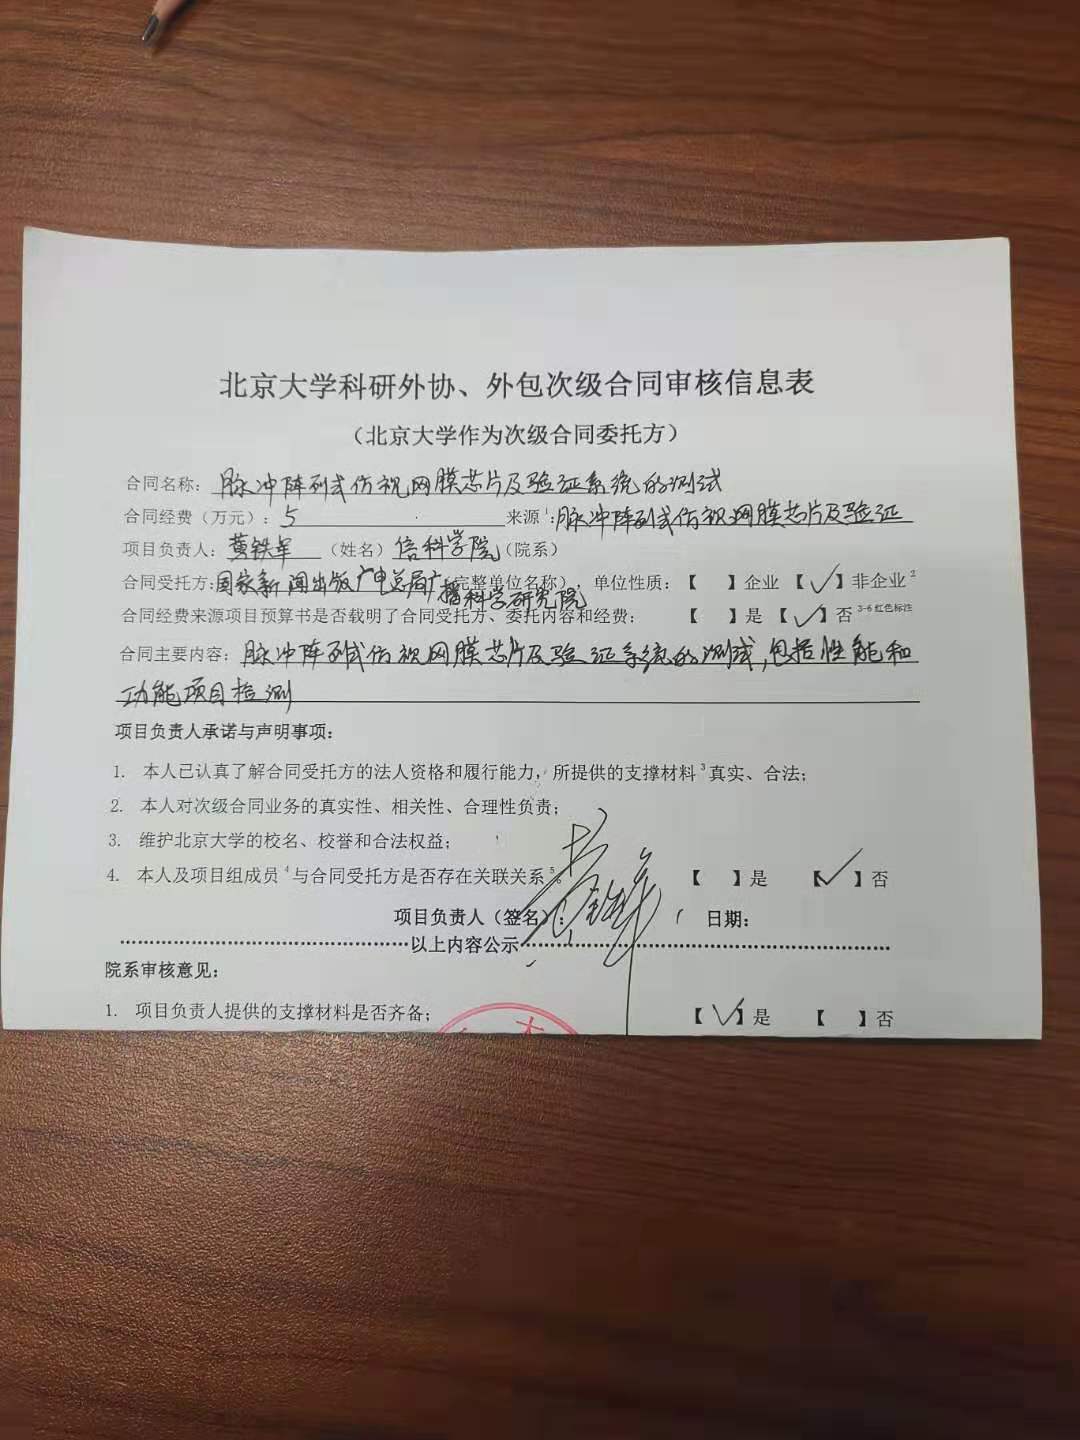 北京大学科研外协、外包次级合同审核信息表
（北京大学作为次级合同委托方）
合同名称：脉冲阵列式仿视网膜芯片及验证系统的测试
合同经费（万元）：5 来源1：脉冲阵列式仿视网膜芯片及验证
项目负责人：黄铁军（姓名）信科学院（院系）
合同受托方：国家新闻出版广电总局广播科学研究院（完整单位名称），单位性质：【 】企业 【✓】非企业2
合同经费来源项目预算书是否载明了合同受托方、委托内容和经费： 【 】是 【✓】否 3-6 红色标注
合同主要内容：脉冲阵列式仿视网膜芯片及验证系统的测试，包括性能和
功能项目检测
项目负责人承诺与声明事项：
1. 本人已认真了解合同受托方的法人资格和履行能力，所提供的支撑材料3真实、合法；
2. 本人对次级合同业务的真实性、相关性、合理性负责；
3. 维护北京大学的校名、校誉和合法权益；
4. 本人及项目组成员4与合同受托方是否存在关联关系5。 【 】是 【✓】否
项目负责人（签名）：黄铁军 日期：
以上内容公示
院系审核意见：
1. 项目负责人提供的支撑材料是否齐备； 【✓】是 【 】否